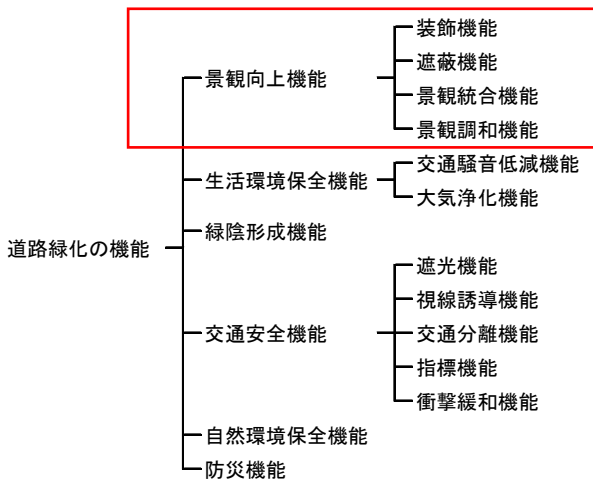 装飾機能
遮蔽機能
景観向上機能
景観統合機能
景観調和機能
交通騒音低減機能
生活環境保全機能
大気浄化機能
緑陰形成機能
道路緑化の機能
遮光機能
視線誘導機能
交通安全機能
交通分離機能
指標機能
衝撃緩和機能
自然環境保全機能
防災機能